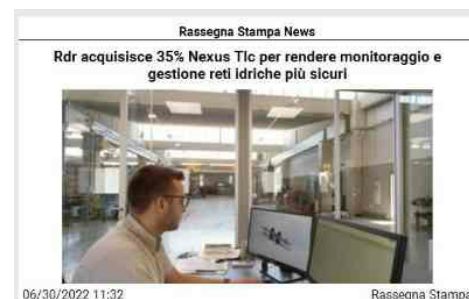 Rassegna Stampa News
Rdr acquisisce 35% Nexus Tlc per rendere monitoraggio e
gestione reti idriche più sicuri
06/30/2022 11:32
Rassegna Stampa